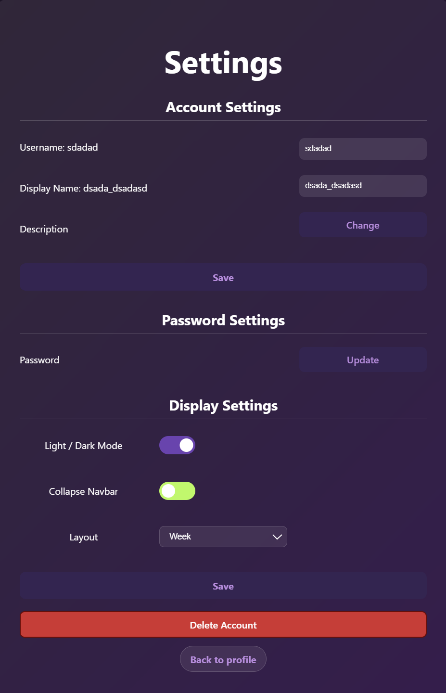 Settings
Account Settings
Username: sdadad
sdadad
Display Name: dsada_dsadasd
dsada_dsadasd
Description
Change
Save
Password Settings
Password
Update
Display Settings
Light / Dark Mode
Collapse Navbar
Layout
Week
Save
Delete Account
Back to profile